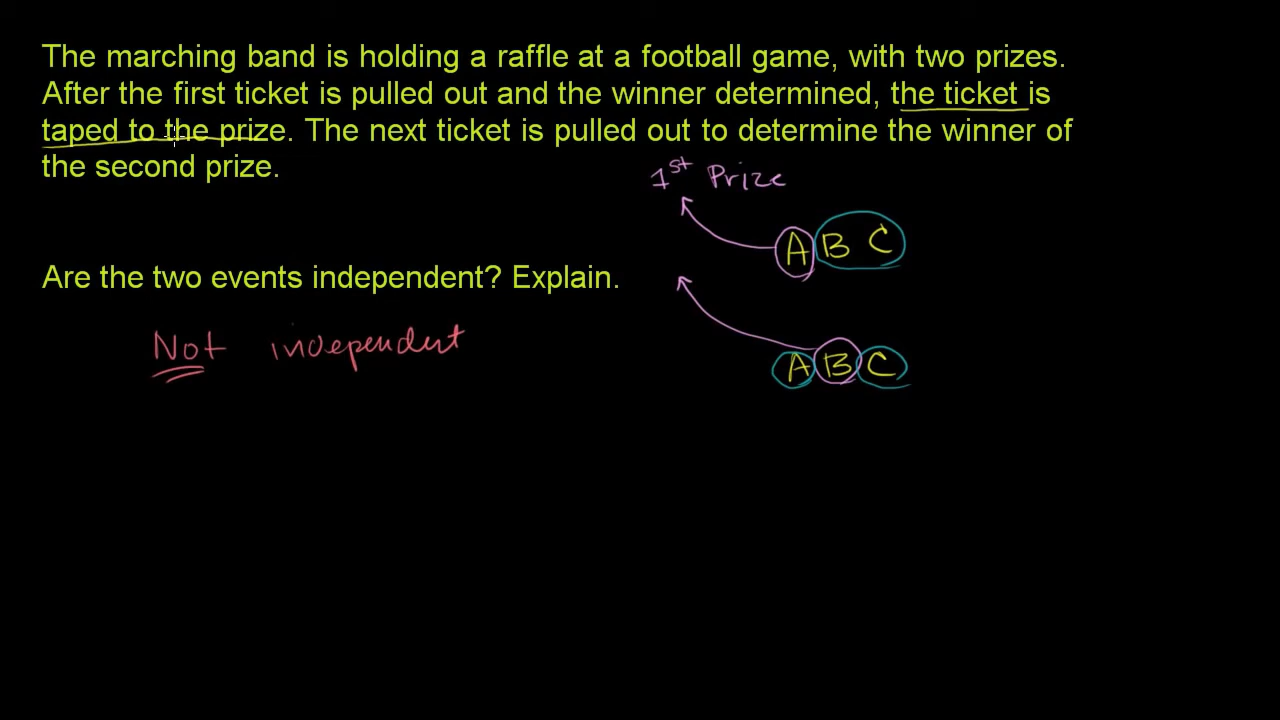 The marching band is holding a raffle at a football game, with two prizes.
After the first ticket is pulled out and the winner determined, the ticket is
taped to the prize. The next ticket is pulled out to determine the winner of
the second prize.
1st Prize
A B C
Are the two events independent? Explain.
Not independent
A B C